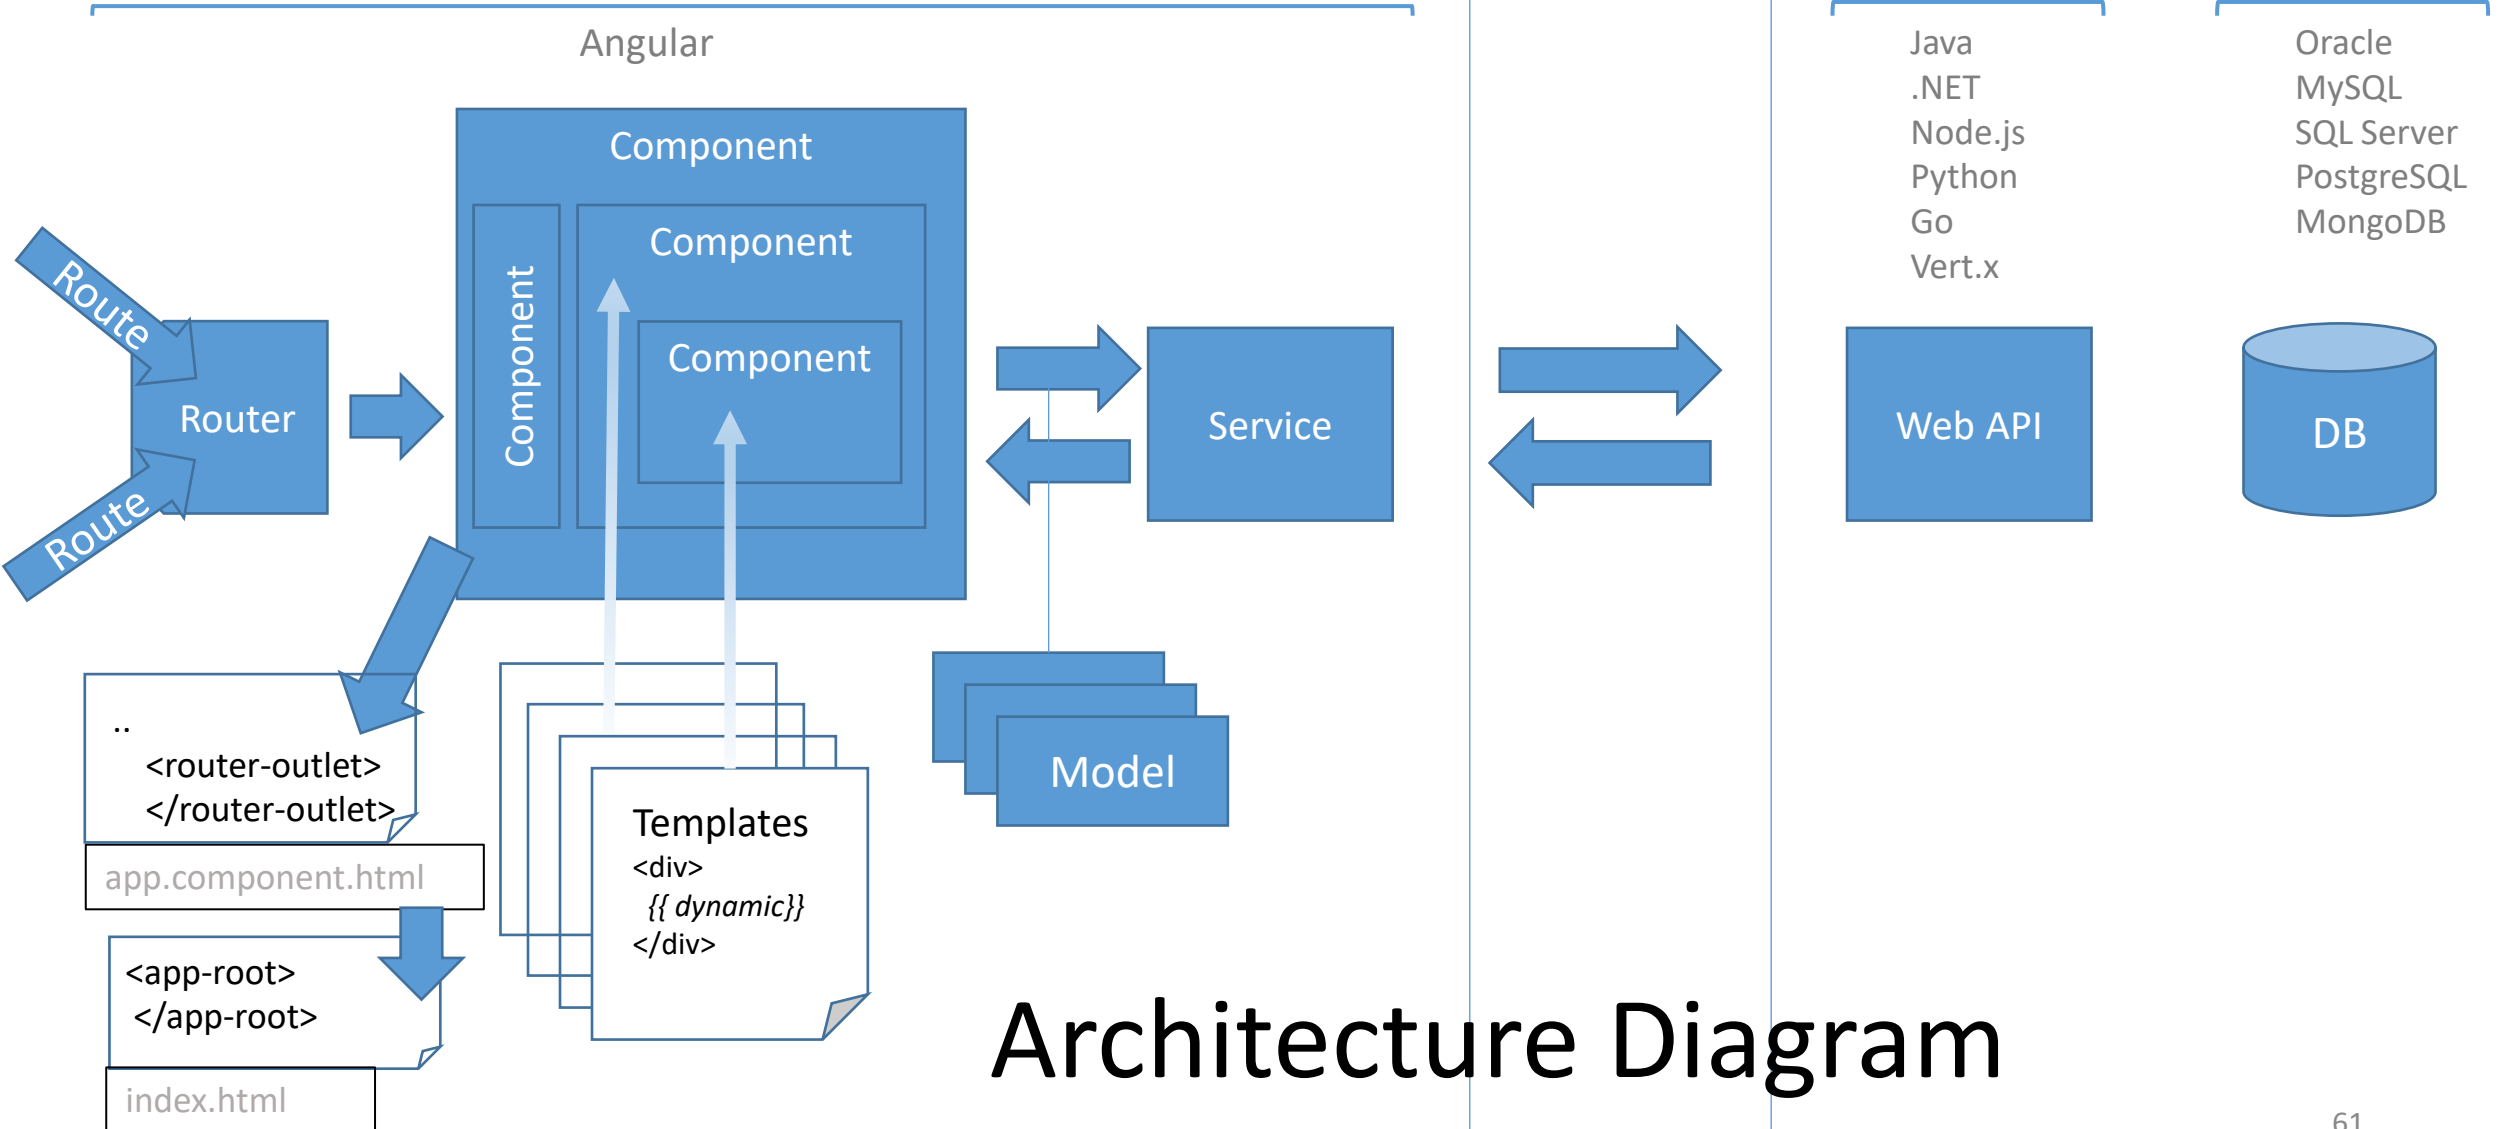 Angular
Java
.NET
Node.js
Python
Go
Vert.x
Oracle
MySQL
SQL Server
PostgreSQL
MongoDB
Route
Route
Router
Component
Component
Component
Component
Service
Web API
DB
..
<router-outlet>
</router-outlet>
app.component.html
<app-root>
</app-root>
index.html
Templates
<div>
{{ dynamic}}
</div>
Model
Architecture Diagram
61